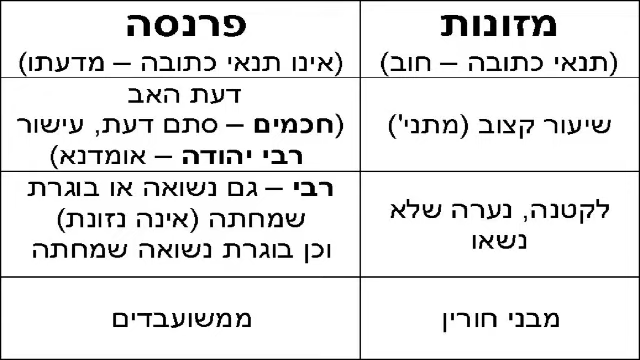 מזונות
(תנאי כתובה – חוב)
פרנסה
(אינו תנאי כתובה – מדעתו)
שיעור קצוב (מתני')
דעת האב
(חכמים – סתם דעת, עישור
רבי יהודה – אומדנא)
לקטנה, נערה שלא
נשאו
רבי – גם נשואה או בוגרת
שמחתה (אינה נזונת)
וכן בוגרת נשואה שמחתה
מבני חורין
ממשועבדים